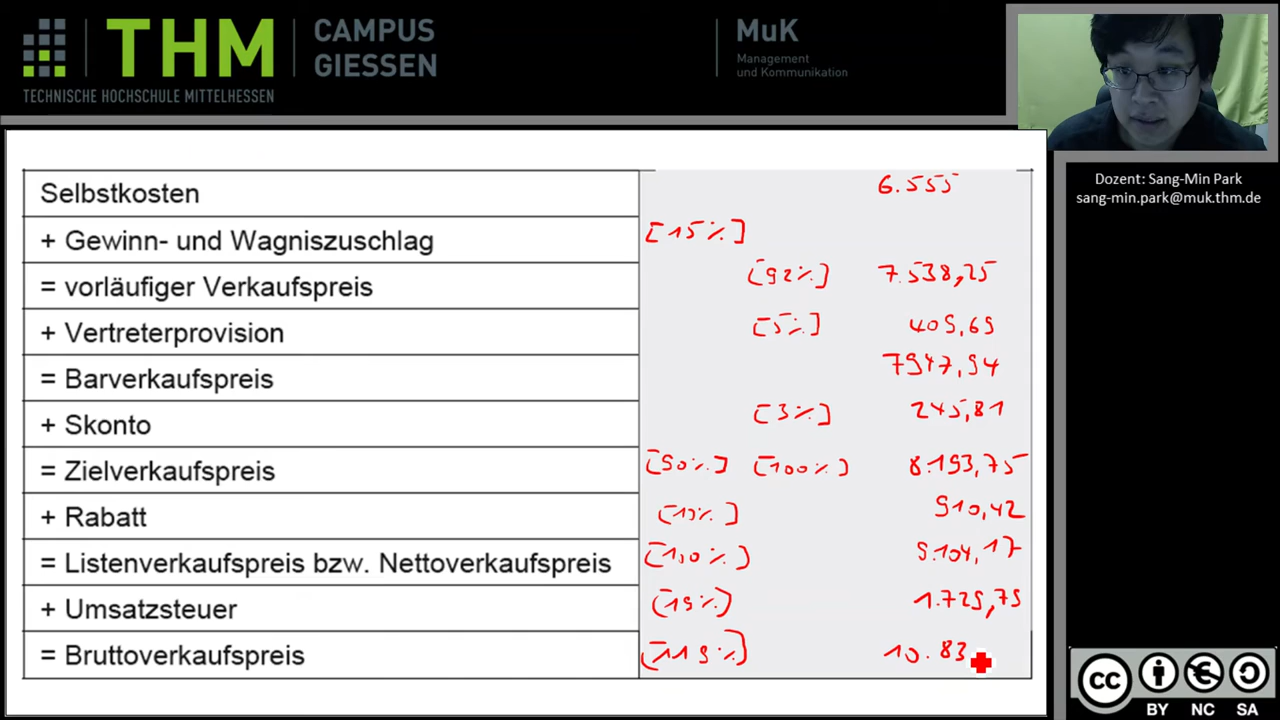 THM
CAMPUS
GIESSEN
TECHNISCHE HOCHSCHULE MITTELHESSEN
MuK
Management
und Kommunikation
Dozent: Sang-Min Park
sang-min.park@muk.thm.de
Selbstkosten 6.555
+ Gewinn- und Wagniszuschlag [15%]
= vorläufiger Verkaufspreis [92%] 7.538,25
+ Vertreterprovision [5%] 409,69
= Barverkaufspreis 7947,94
+ Skonto [3%] 245,81
= Zielverkaufspreis [90%] [100%] 8.193,75
+ Rabatt [10%] 910,42
= Listenverkaufspreis bzw. Nettoverkaufspreis [100%] 9.104,17
+ Umsatzsteuer [19%] 1.729,79
= Bruttoverkaufspreis [119%] 10.83
cc
BY NC SA